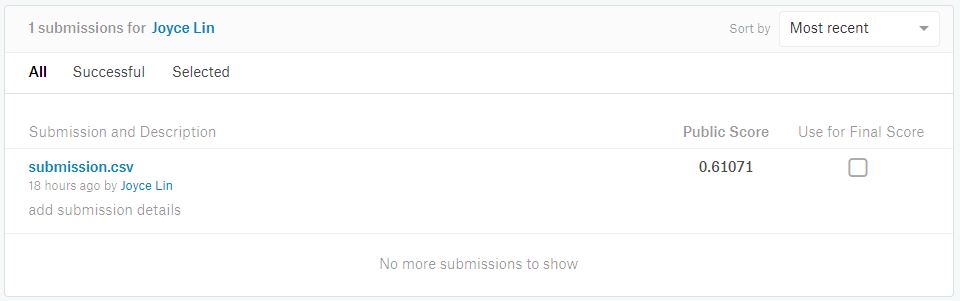 1 submissions for Joyce Lin
Sort by Most recent
All Successful Selected
Submission and Description Public Score Use for Final Score
submission.csv 0.61071
18 hours ago by Joyce Lin
add submission details
No more submissions to show